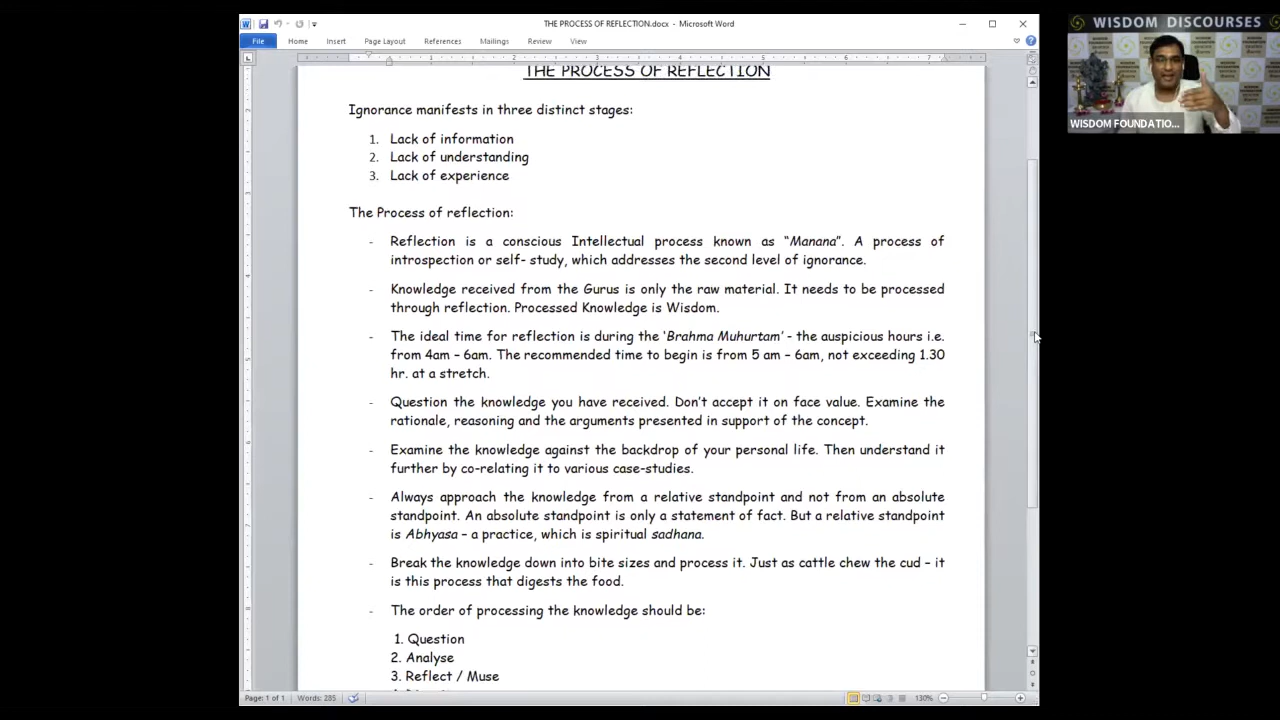 THE PROCESS OF REFLECTION.docx - Microsoft Word
WISDOM DISCOURSES
File Home Insert Page Layout References Mailings Review View
THE PROCESS OF REFLECTION
WISDOM FOUNDATIO...
Ignorance manifests in three distinct stages:
1. Lack of information
2. Lack of understanding
3. Lack of experience
The Process of reflection:
- Reflection is a conscious Intellectual process known as “Manana”. A process of
introspection or self- study, which addresses the second level of ignorance.
- Knowledge received from the Gurus is only the raw material. It needs to be processed
through reflection. Processed Knowledge is Wisdom.
- The ideal time for reflection is during the ‘Brahma Muhurtam’ - the auspicious hours i.e.
from 4am – 6am. The recommended time to begin is from 5 am – 6am, not exceeding 1.30
hr. at a stretch.
- Question the knowledge you have received. Don’t accept it on face value. Examine the
rationale, reasoning and the arguments presented in support of the concept.
- Examine the knowledge against the backdrop of your personal life. Then understand it
further by co-relating it to various case-studies.
- Always approach the knowledge from a relative standpoint and not from an absolute
standpoint. An absolute standpoint is only a statement of fact. But a relative standpoint
is Abhyasa – a practice, which is spiritual sadhana.
- Break the knowledge down into bite sizes and process it. Just as cattle chew the cud – it
is this process that digests the food.
- The order of processing the knowledge should be:
1. Question
2. Analyse
3. Reflect / Muse
Page: 1 of 1 Words: 285 130%